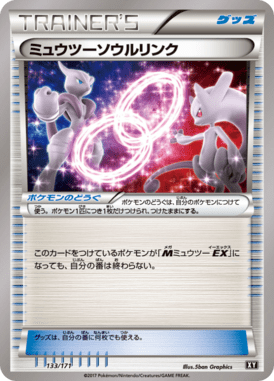 TRAINER'S グッズ
ミュウツーソウルリンク
ポケモンのどうぐ
ポケモンのどうぐは、自分のポケモンにつけて
使う。ポケモン1匹につき1枚だけつけられ、つけたままにする。
このカードをつけているポケモンが「MミュウツーEX」に
なっても、自分の番は終わらない。
グッズは、自分の番に何枚でも使える。
133/171
Illus.5ban Graphics
XY
©2017 Pokémon/Nintendo/Creatures/GAME FREAK.